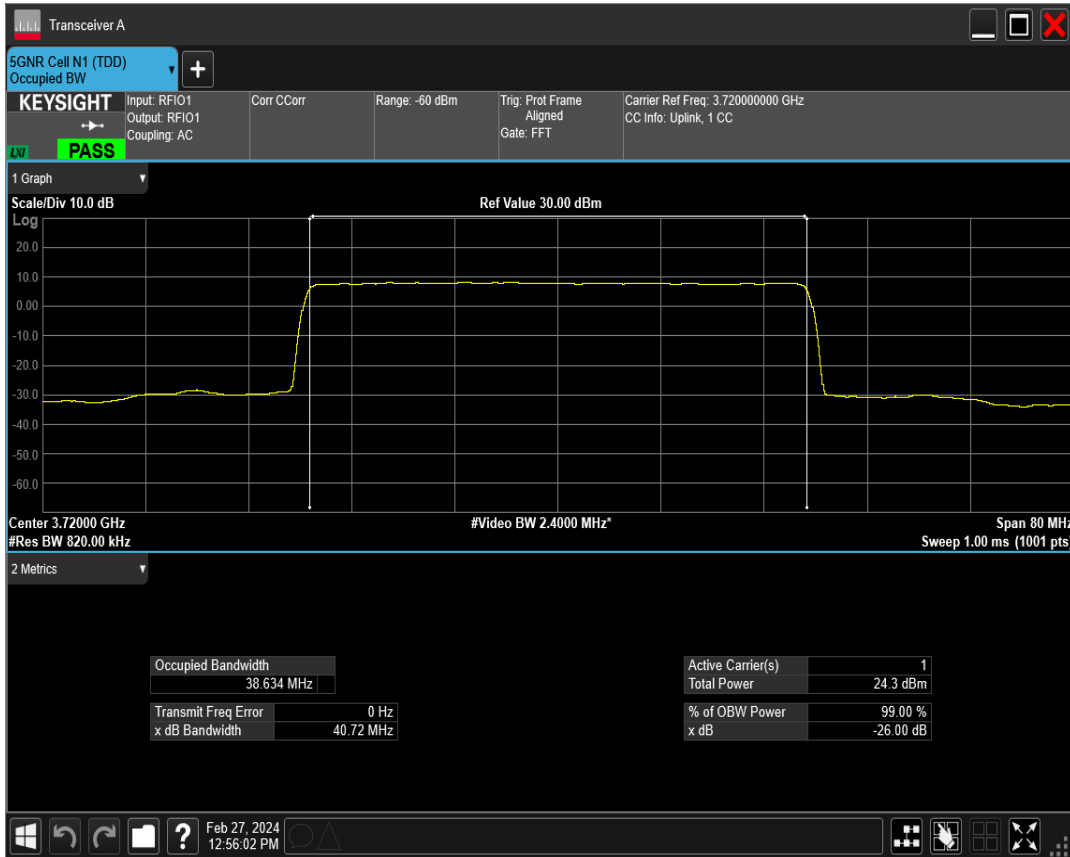 Transceiver A
5GNR Cell N1 (TDD)
Occupied BW
+
KEYSIGHT
LXI
PASS
Input: RFIO1
Output: RFIO1
Coupling: AC
Corr CCorr
Range: -60 dBm
Trig: Prot Frame
Aligned
Gate: FFT
Carrier Ref Freq: 3.720000000 GHz
CC Info: Uplink, 1 CC
1 Graph
Scale/Div 10.0 dB
Ref Value 30.00 dBm
Log
20.0
10.0
0.00
-10.0
-20.0
-30.0
-40.0
-50.0
-60.0
Center 3.72000 GHz
#Video BW 2.4000 MHz*
Span 80 MHz
#Res BW 820.00 kHz
Sweep 1.00 ms (1001 pts)
2 Metrics
Occupied Bandwidth
38.634 MHz
Transmit Freq Error 0 Hz
x dB Bandwidth 40.72 MHz
Active Carrier(s) 1
Total Power 24.3 dBm
% of OBW Power 99.00 %
x dB -26.00 dB
?
Feb 27, 2024
12:56:02 PM